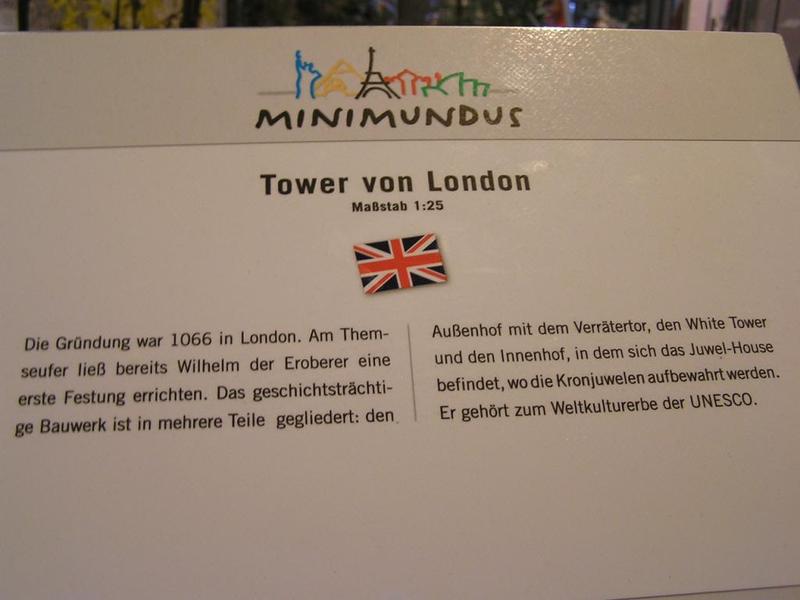 MINIMUNDUS
Tower von London
Maßstab 1:25
Die Gründung war 1066 in London. Am Them-
seufer ließ bereits Wilhelm der Eroberer eine
erste Festung errichten. Das geschichtsträchti-
ge Bauwerk ist in mehrere Teile gegliedert: den
Außenhof mit dem Verrätertor, den White Tower
und den Innenhof, in dem sich das Juwel-House
befindet, wo die Kronjuwelen aufbewahrt werden.
Er gehört zum Weltkulturerbe der UNESCO.